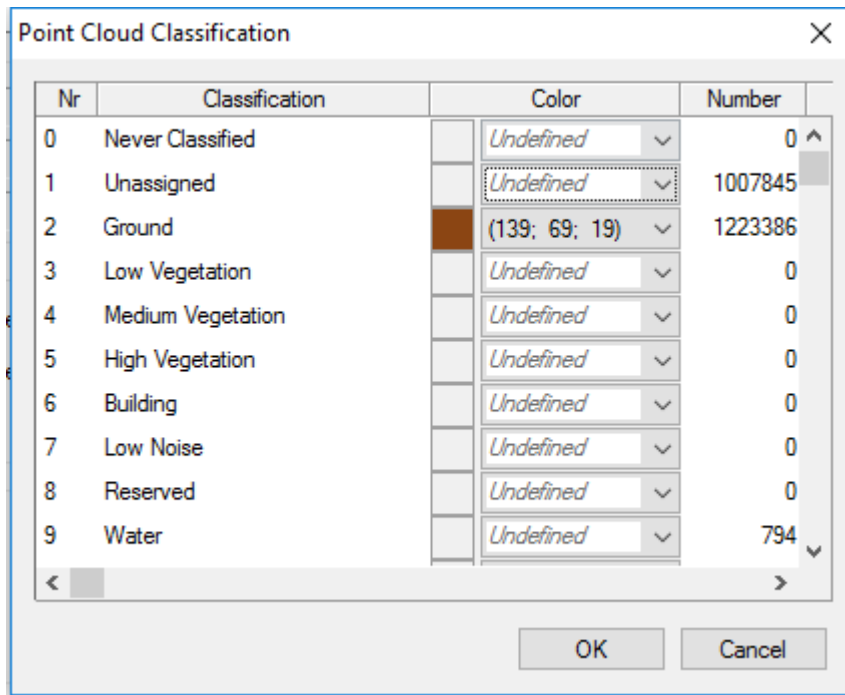 Point Cloud Classification
Nr Classification Color Number
0 Never Classified Undefined 0
1 Unassigned Undefined 1007845
2 Ground (139; 69; 19) 1223386
3 Low Vegetation Undefined 0
4 Medium Vegetation Undefined 0
5 High Vegetation Undefined 0
6 Building Undefined 0
7 Low Noise Undefined 0
8 Reserved Undefined 0
9 Water Undefined 794
OK Cancel